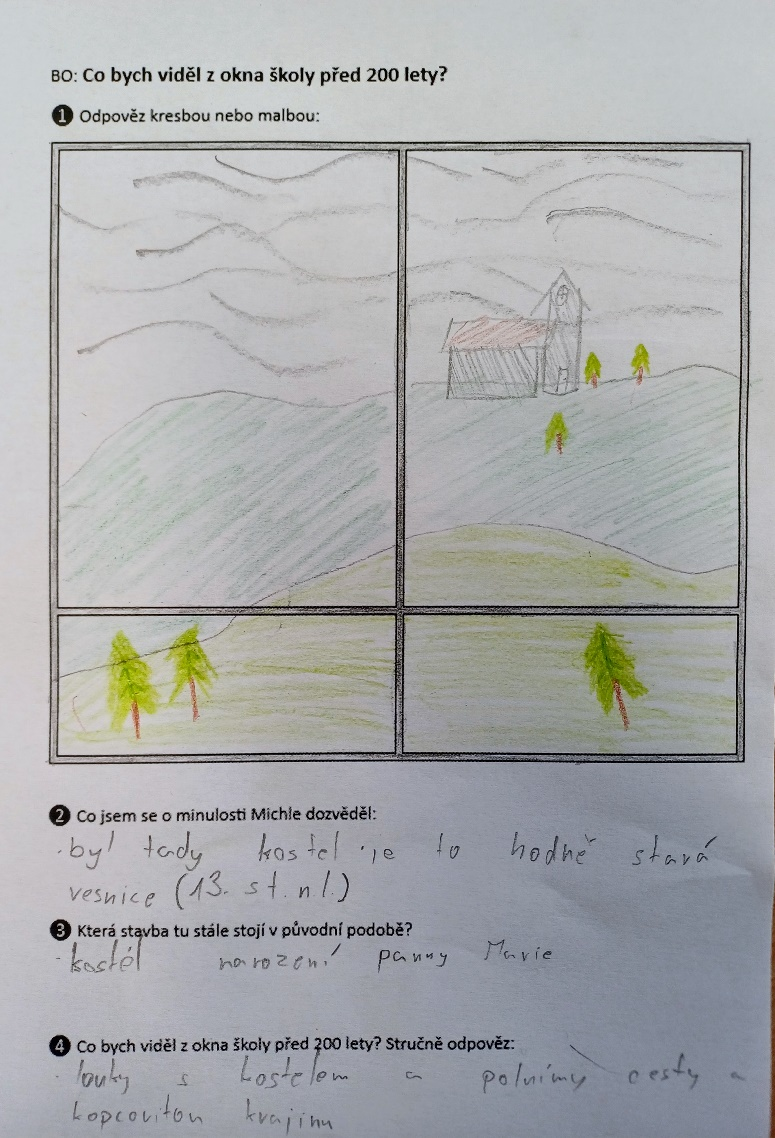 BO: Co bych viděl z okna školy před 200 lety?
1 Odpověz kresbou nebo malbou:
2 Co jsem se o minulosti Michle dozvěděl:
·byl tady kostel ·je to hodně stará
vesnice (13. st. n.l.)
3 Která stavba tu stále stojí v původní podobě?
·kostel narození panny Marie
4 Co bych viděl z okna školy před 200 lety? Stručně odpověz:
·louky s kostelem a polními cesty a
kopcovitou krajinu